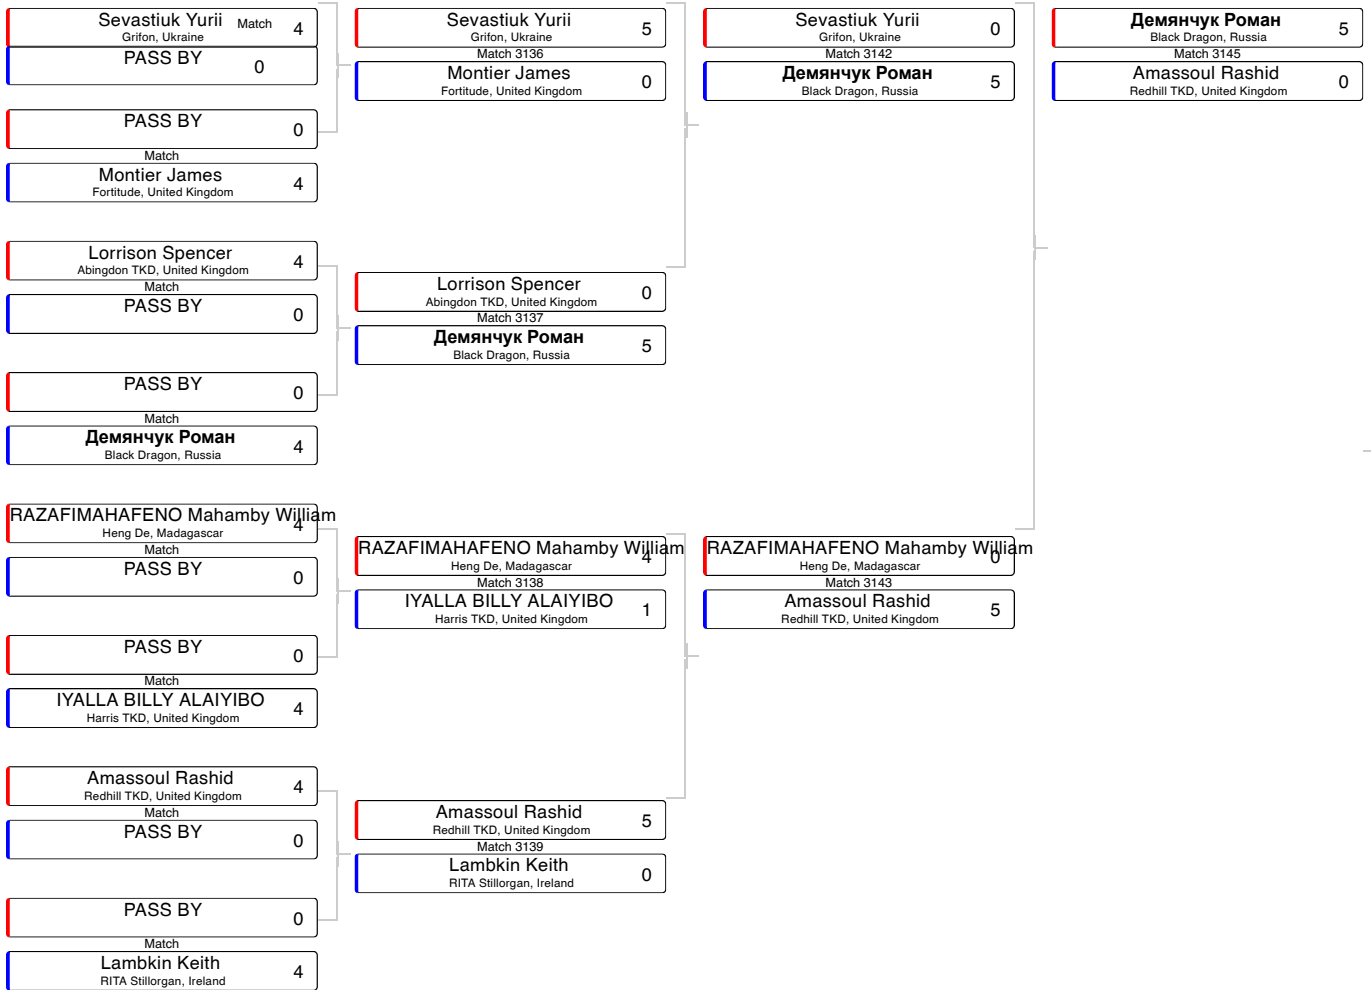 Sevastiuk Yurii
Match
4
Grifon, Ukraine
PASS BY
0
PASS BY
0
Match
Montier James
4
Fortitude, United Kingdom
Lorrison Spencer
4
Abingdon TKD, United Kingdom
Match
PASS BY
0
PASS BY
0
Match
Демянчук Роман
4
Black Dragon, Russia
RAZAFIMAHAFENO Mahamby William
4
Heng De, Madagascar
Match
PASS BY
0
PASS BY
0
Match
IYALLA BILLY ALAIYIBO
4
Harris TKD, United Kingdom
Amassoul Rashid
4
Redhill TKD, United Kingdom
Match
PASS BY
0
PASS BY
0
Match
Lambkin Keith
4
RITA Stillorgan, Ireland
Sevastiuk Yurii
5
Grifon, Ukraine
Match 3136
Montier James
0
Fortitude, United Kingdom
Lorrison Spencer
0
Abingdon TKD, United Kingdom
Match 3137
Демянчук Роман
5
Black Dragon, Russia
RAZAFIMAHAFENO Mahamby William
4
Heng De, Madagascar
Match 3138
IYALLA BILLY ALAIYIBO
1
Harris TKD, United Kingdom
Amassoul Rashid
5
Redhill TKD, United Kingdom
Match 3139
Lambkin Keith
0
RITA Stillorgan, Ireland
Sevastiuk Yurii
0
Grifon, Ukraine
Match 3142
Демянчук Роман
5
Black Dragon, Russia
RAZAFIMAHAFENO Mahamby William
0
Heng De, Madagascar
Match 3143
Amassoul Rashid
5
Redhill TKD, United Kingdom
Демянчук Роман
5
Black Dragon, Russia
Match 3145
Amassoul Rashid
0
Redhill TKD, United Kingdom